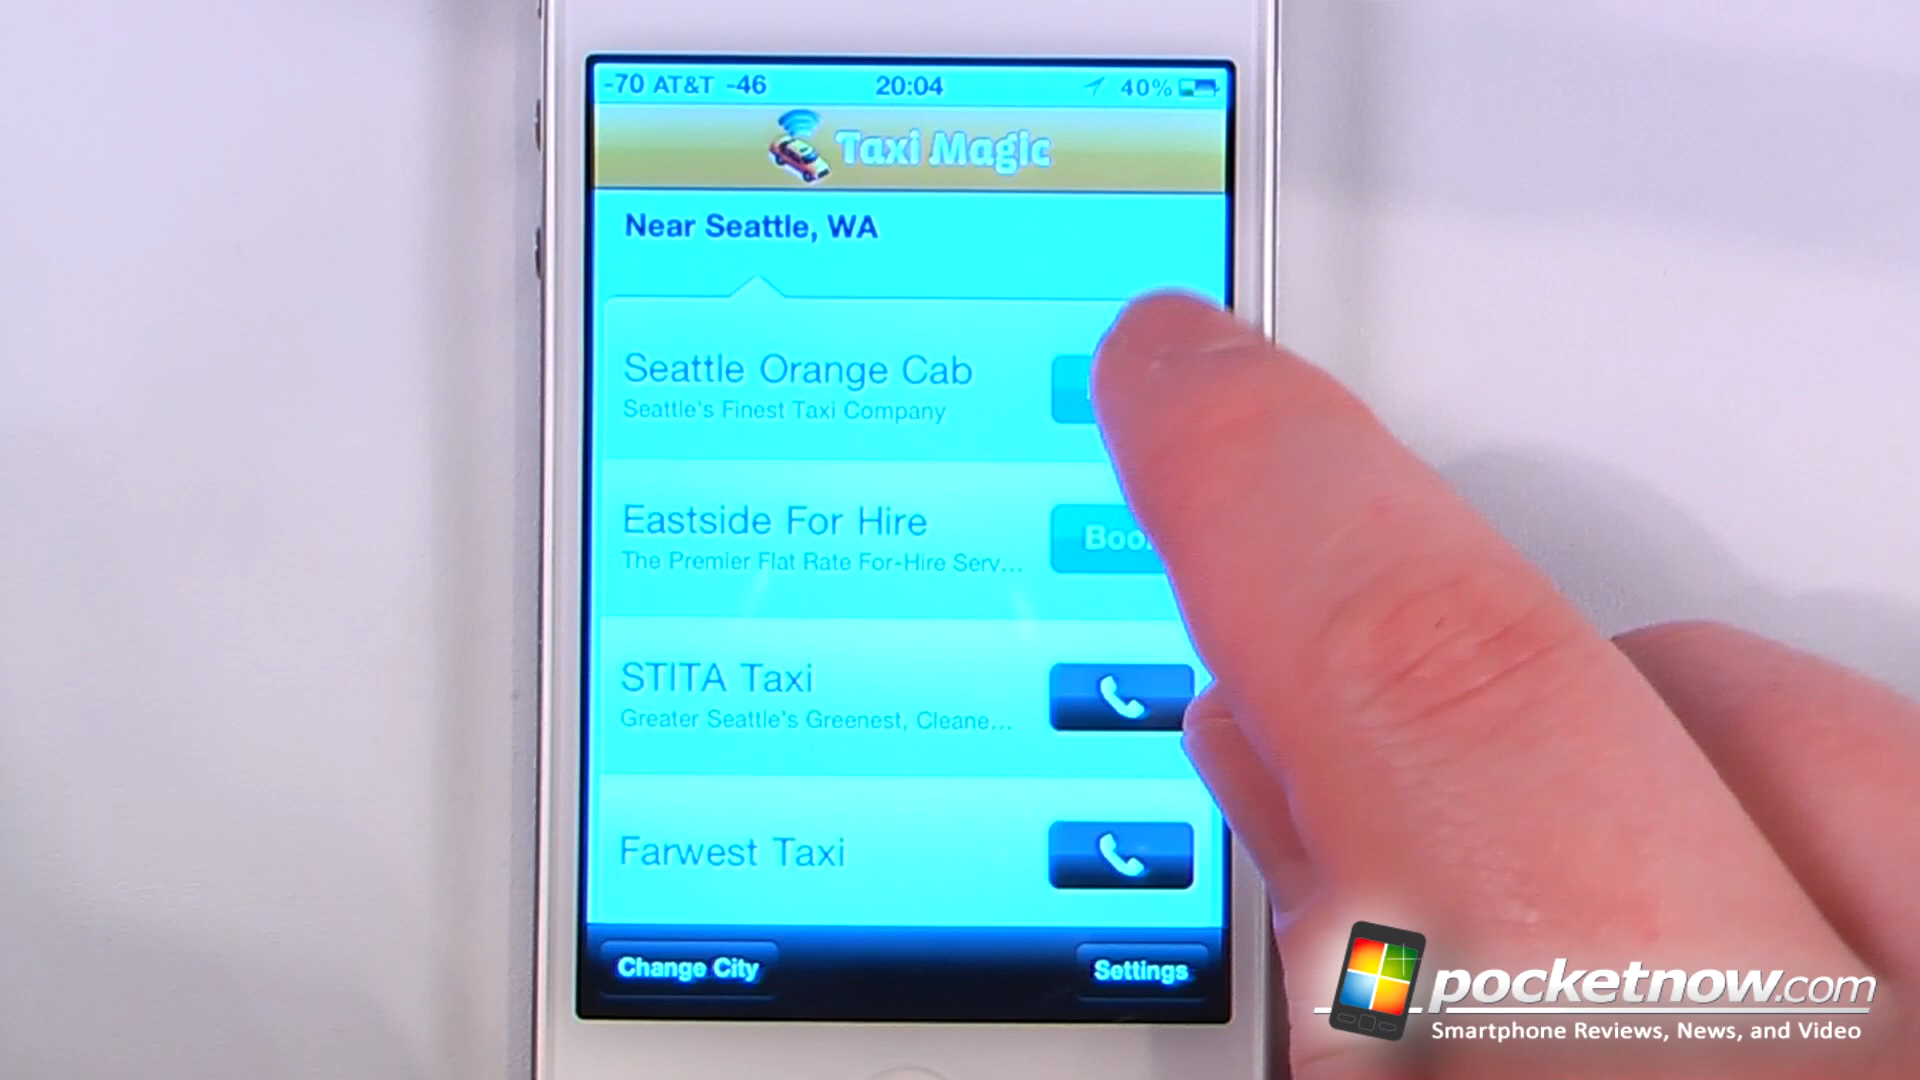 -70 AT&T -46 20:04 40%
Taxi Magic
Near Seattle, WA
Seattle Orange Cab
Seattle's Finest Taxi Company
Eastside For Hire
The Premier Flat Rate For-Hire Serv...
STITA Taxi
Greater Seattle's Greenest, Cleane...
Farwest Taxi
Change City
Settings
pocketnow.com
Smartphone Reviews, News, and Video